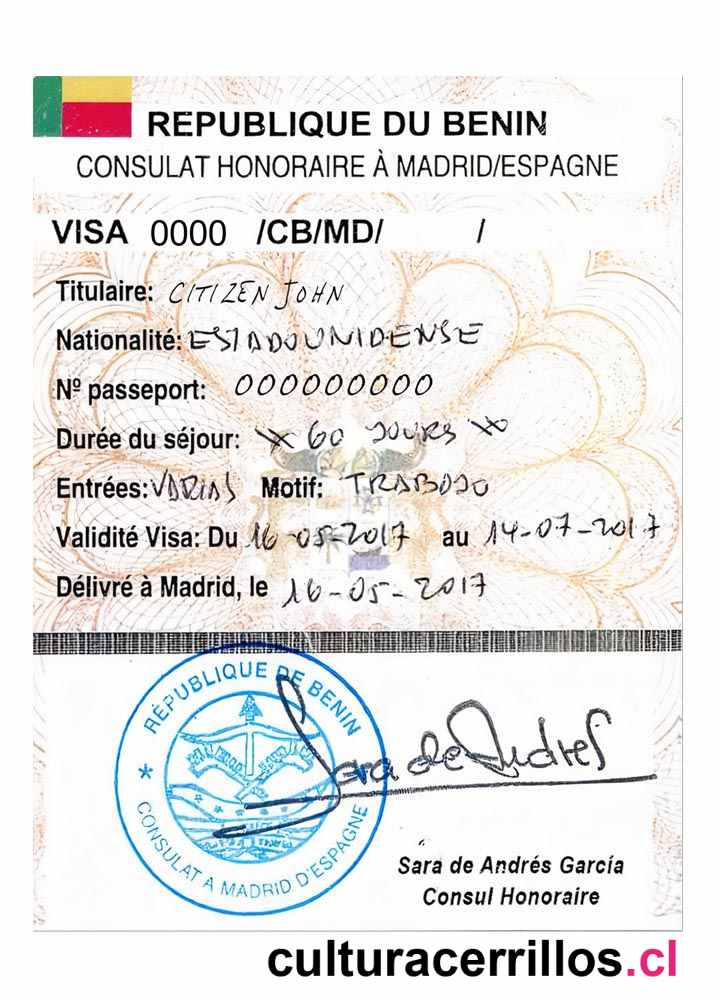 REPUBLIQUE DU BENIN
CONSULAT HONORAIRE À MADRID/ESPAGNE
VISA 0000 /CB/MD/ /
Titulaire: CITIZEN JOHN
Nationalité: ESTADOUNIDENSE
Nº passeport: 000000000
Durée du séjour: 60 JOURS
Entrées: VARIAS Motif: TRABAJO
Validité Visa: Du 16-05-2017 au 14-07-2017
Délivré à Madrid, le 16-05-2017
RÉPUBLIQUE DE BENIN
* CONSULAT A MADRID D'ESPAGNE *
Sara de Andrés
Sara de Andrés García
Consul Honoraire
culturacerrillos.cl